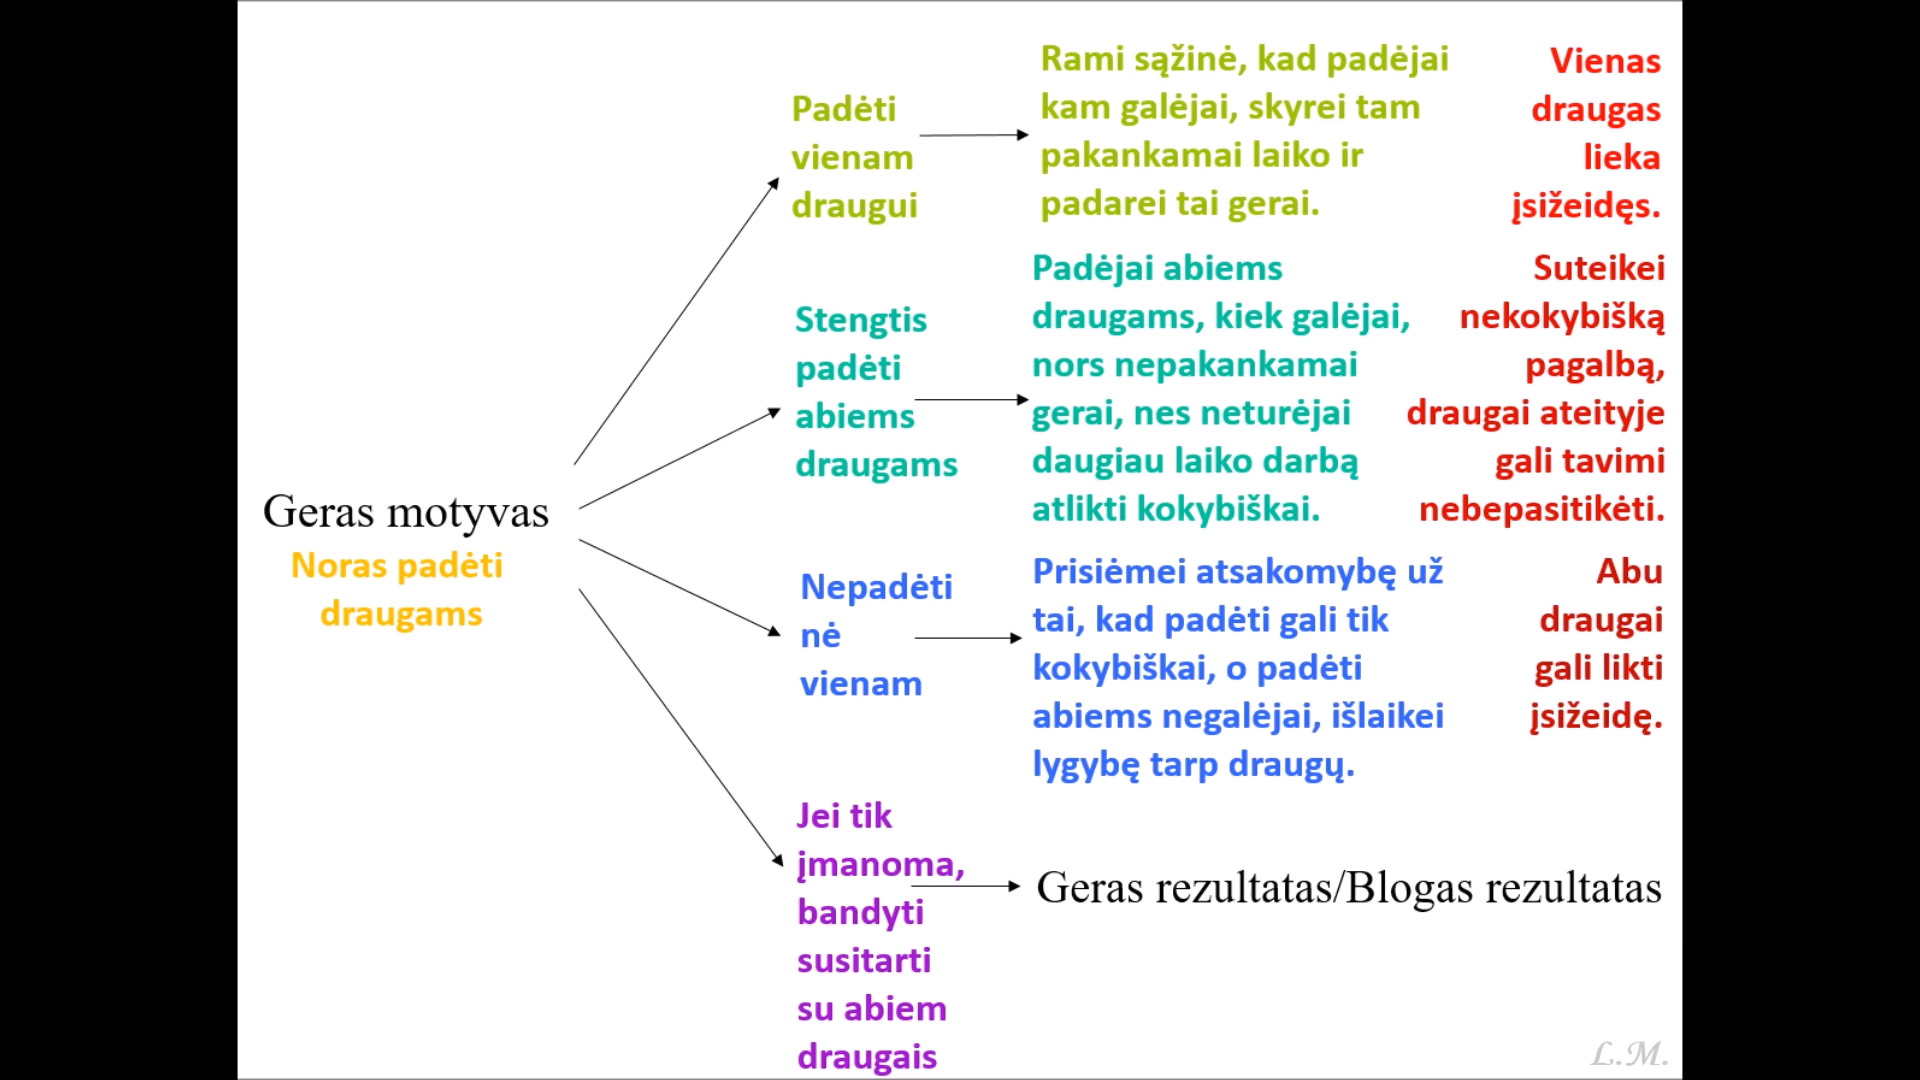 Geras motyvas
Noras padėti
draugams
Padėti
vienam
draugui
Rami sąžinė, kad padėjai
kam galėjai, skyrei tam
pakankamai laiko ir
padarei tai gerai.
Vienas
draugas
lieka
įsižeidęs.
Stengtis
padėti
abiems
draugams
Padėjai abiems
draugams, kiek galėjai,
nors nepakankamai
gerai, nes neturėjai
daugiau laiko darbą
atlikti kokybiškai.
Suteikei
nekokybišką
pagalbą,
draugai ateityje
gali tavimi
nebepasitikėti.
Nepadėti
nė
vienam
Prisiėmei atsakomybę už
tai, kad padėti gali tik
kokybiškai, o padėti
abiems negalėjai, išlaikei
lygybę tarp draugų.
Abu
draugai
gali likti
įsižeidę.
Jei tik
įmanoma,
bandyti
susitarti
su abiem
draugais
Geras rezultatas/Blogas rezultatas
L.M.